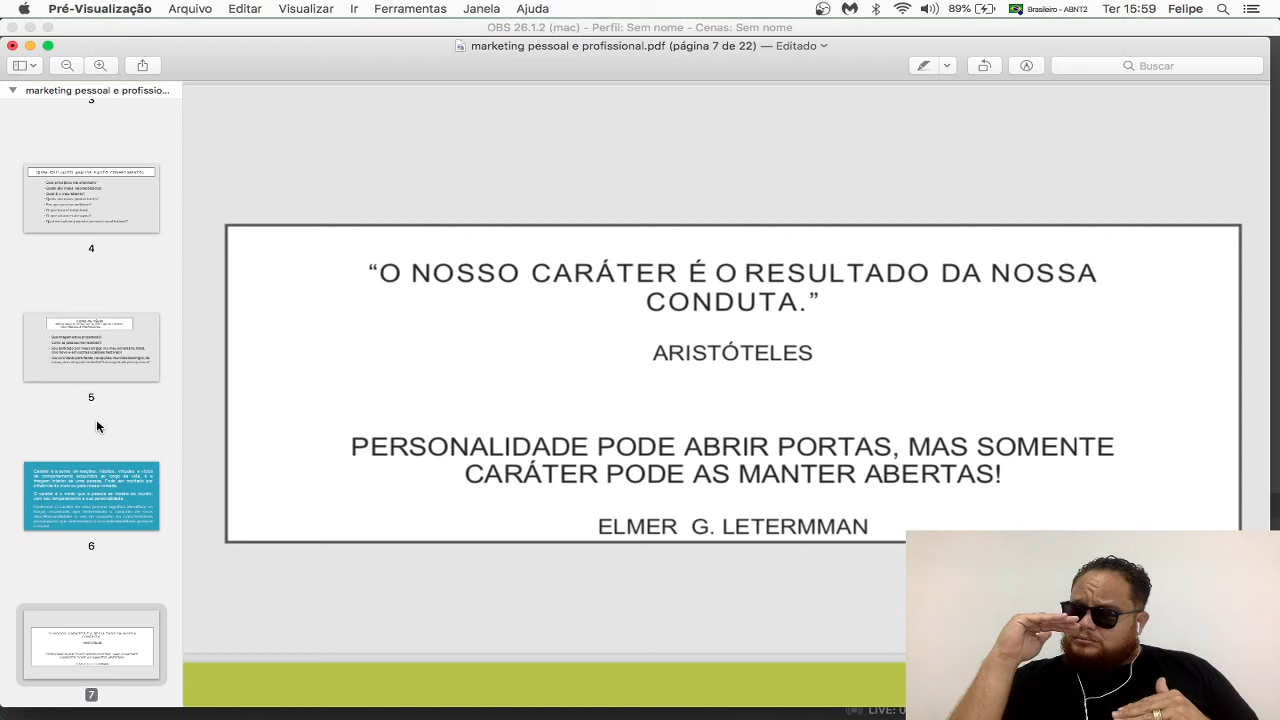 Pré-Visualização Arquivo Editar Visualizar Ir Ferramentas Janela Ajuda 89% Brasileiro - ABNT2 Ter 15:59 Felipe
OBS 26.1.2 (mac) - Perfil: Sem nome - Cenas: Sem nome
marketing pessoal e profissional.pdf (página 7 de 22) — Editado
Buscar
marketing pessoal e profissio...
3
4
5
6
7
“O NOSSO CARÁTER É O RESULTADO DA NOSSA
CONDUTA.”
ARISTÓTELES
PERSONALIDADE PODE ABRIR PORTAS, MAS SOMENTE
CARÁTER PODE AS MANTER ABERTAS!
ELMER G. LETERMMAN
LIVE: